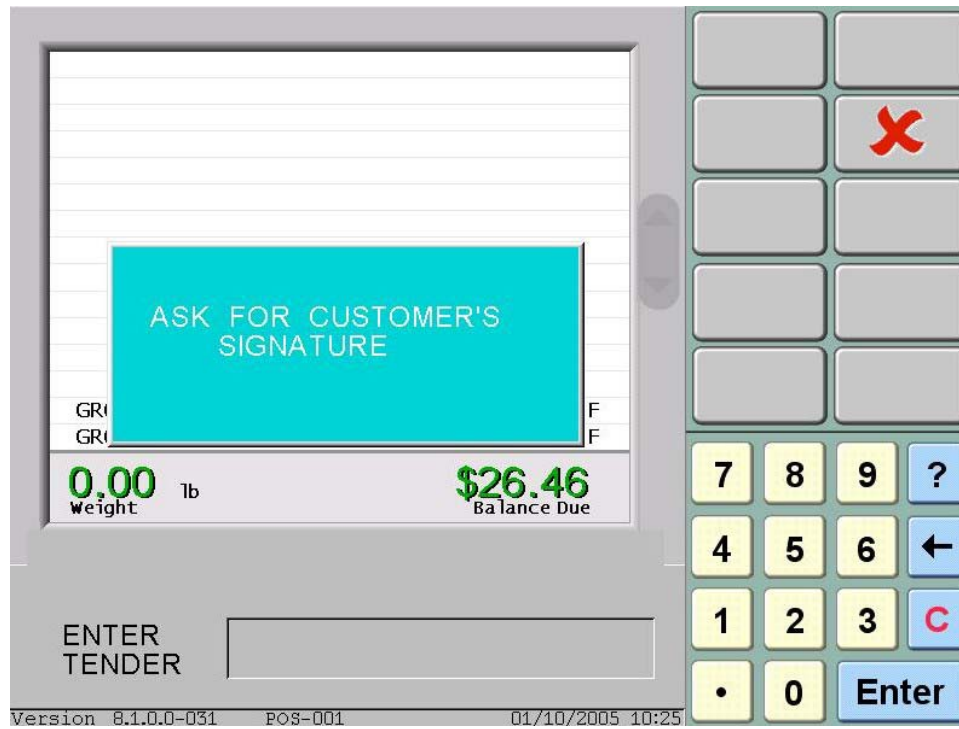 ASK FOR CUSTOMER'S
SIGNATURE
GR F
GR F
0.00 lb $26.46
Weight Balance Due
ENTER
TENDER
Version 8.1.0.0-031 POS-001 01/10/2005 10:25
7 8 9 ?
4 5 6 ←
1 2 3 C
. 0 Enter